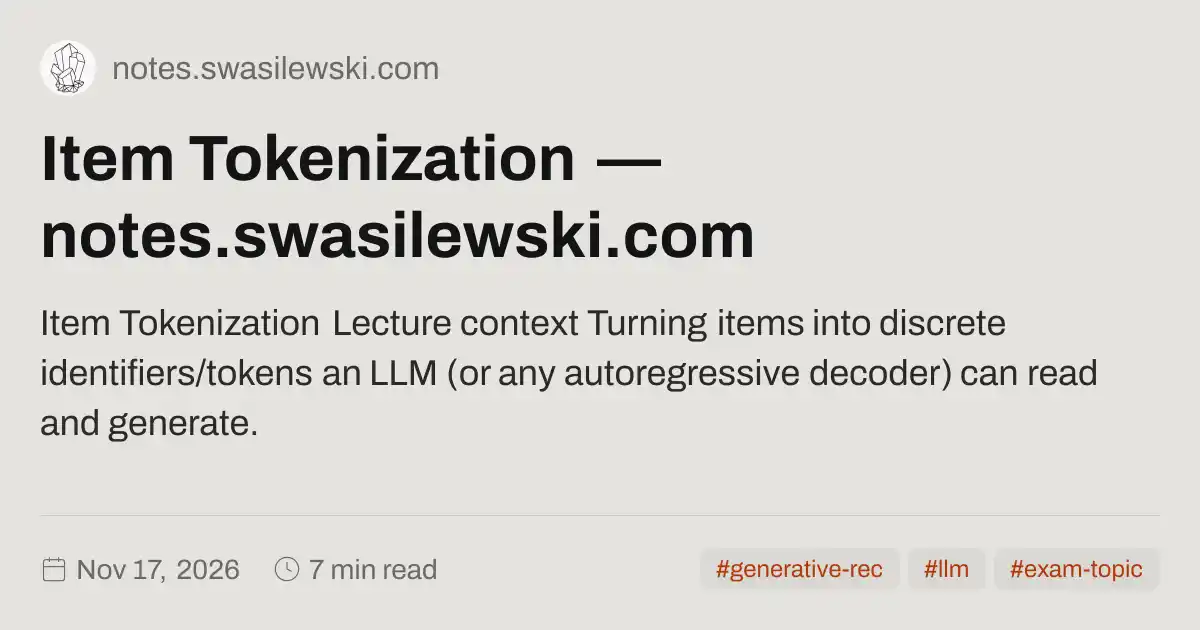 notes.swasilewski.com
Item Tokenization —
notes.swasilewski.com
Item Tokenization Lecture context Turning items into discrete
identifiers/tokens an LLM (or any autoregressive decoder) can read
and generate.
Nov 17, 2026 7 min read #generative-rec #llm #exam-topic